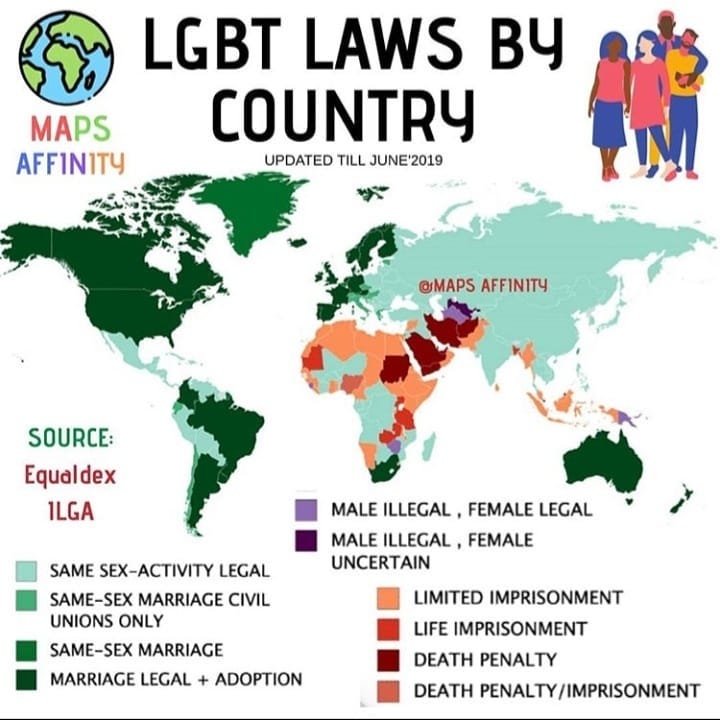 LGBT LAWS BY
COUNTRY
MAPS
AFFINITY
UPDATED TILL JUNE'2019
@MAPS AFFINITY
SOURCE:
Equaldex
ILGA
MALE ILLEGAL , FEMALE LEGAL
MALE ILLEGAL , FEMALE
UNCERTAIN
SAME SEX-ACTIVITY LEGAL
SAME-SEX MARRIAGE CIVIL
UNIONS ONLY
SAME-SEX MARRIAGE
MARRIAGE LEGAL + ADOPTION
LIMITED IMPRISONMENT
LIFE IMPRISONMENT
DEATH PENALTY
DEATH PENALTY/IMPRISONMENT